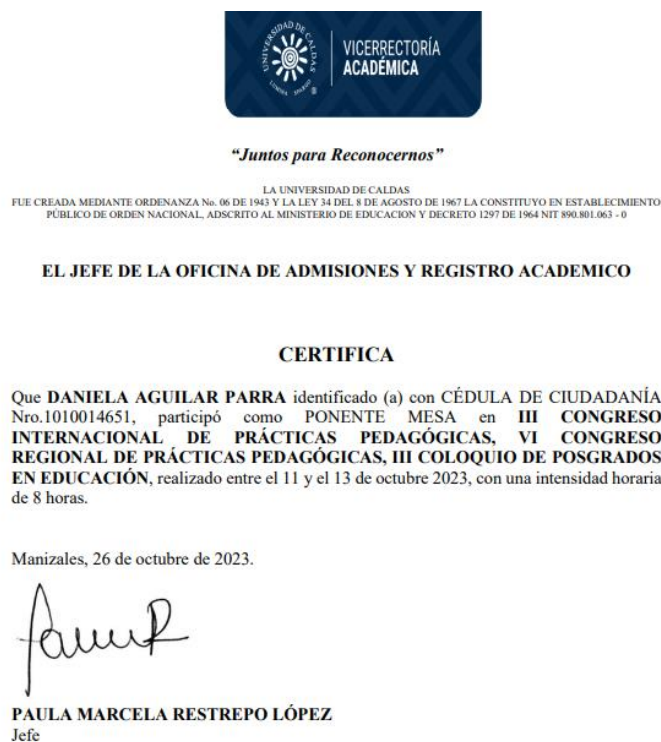 UNIVERSIDAD DE CALDAS
LUMINA SPARGO
®
VICERRECTORÍA
ACADÉMICA
“Juntos para Reconocernos”
LA UNIVERSIDAD DE CALDAS
FUE CREADA MEDIANTE ORDENANZA No. 06 DE 1943 Y LA LEY 34 DEL 8 DE AGOSTO DE 1967 LA CONSTITUYO EN ESTABLECIMIENTO
PÚBLICO DE ORDEN NACIONAL, ADSCRITO AL MINISTERIO DE EDUCACION Y DECRETO 1297 DE 1964 NIT 890.801.063 - 0
EL JEFE DE LA OFICINA DE ADMISIONES Y REGISTRO ACADEMICO
CERTIFICA
Que DANIELA AGUILAR PARRA identificado (a) con CÉDULA DE CIUDADANÍA
Nro.1010014651, participó como PONENTE MESA en III CONGRESO
INTERNACIONAL DE PRÁCTICAS PEDAGÓGICAS, VI CONGRESO
REGIONAL DE PRÁCTICAS PEDAGÓGICAS, III COLOQUIO DE POSGRADOS
EN EDUCACIÓN, realizado entre el 11 y el 13 de octubre 2023, con una intensidad horaria
de 8 horas.
Manizales, 26 de octubre de 2023.
PAULA MARCELA RESTREPO LÓPEZ
Jefe